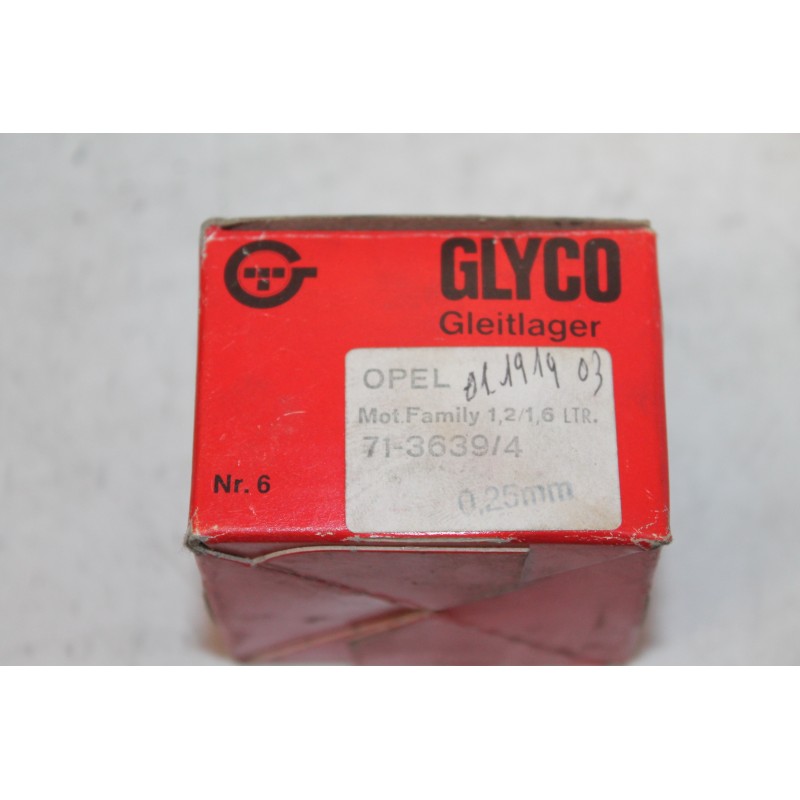 GLYCO
Gleitlager
OPEL 01 1919 03
Mot.Family 1,2/1,6 LTR.
71-3639/4
0,25mm
Nr. 6